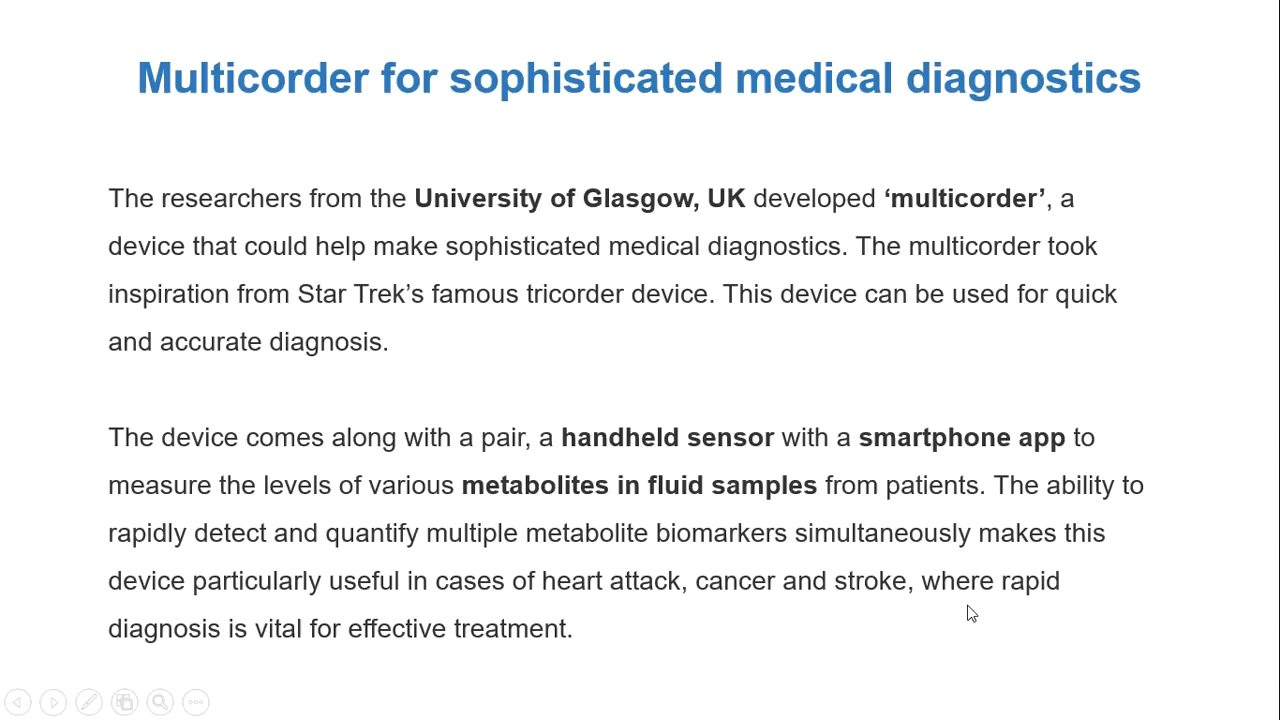 Multicorder for sophisticated medical diagnostics
The researchers from the University of Glasgow, UK developed ‘multicorder’, a
device that could help make sophisticated medical diagnostics. The multicorder took
inspiration from Star Trek’s famous tricorder device. This device can be used for quick
and accurate diagnosis.
The device comes along with a pair, a handheld sensor with a smartphone app to
measure the levels of various metabolites in fluid samples from patients. The ability to
rapidly detect and quantify multiple metabolite biomarkers simultaneously makes this
device particularly useful in cases of heart attack, cancer and stroke, where rapid
diagnosis is vital for effective treatment.